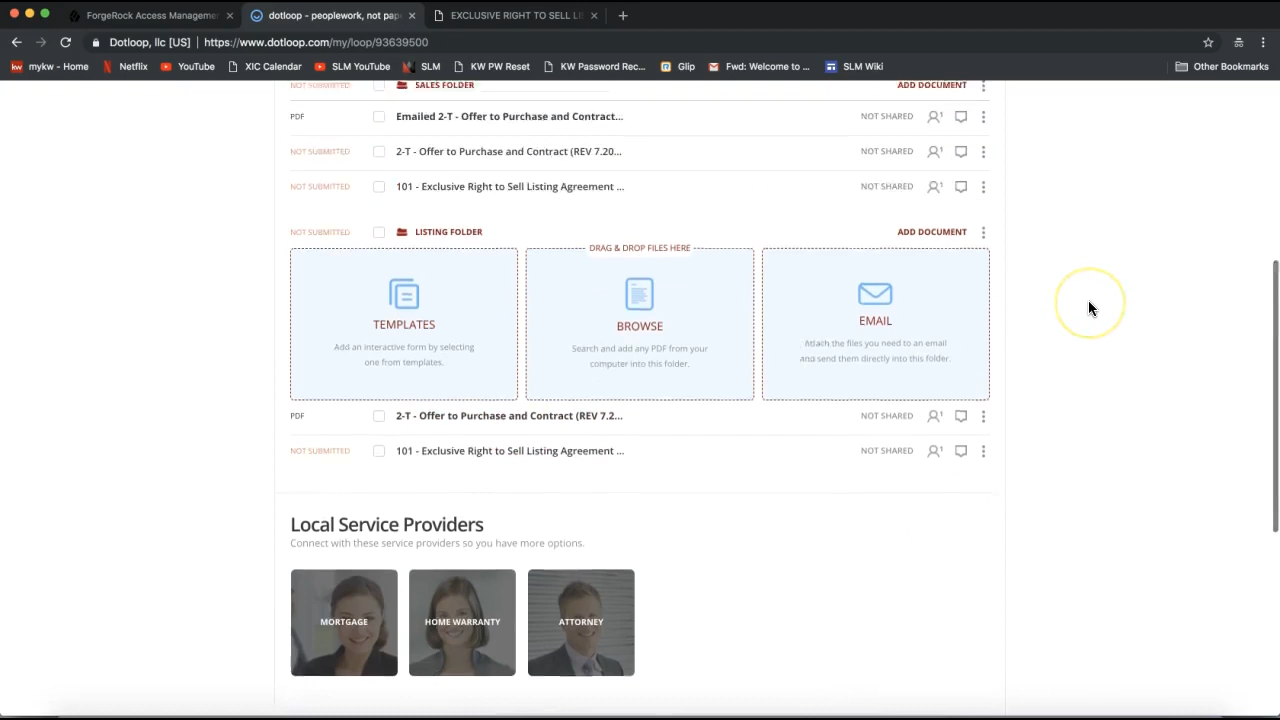 ForgeRock Access Manageme
dotloop - peoplework, not pap
EXCLUSIVE RIGHT TO SELL LI
Dotloop, llc [US] | https://www.dotloop.com/my/loop/93639500
mykw - Home
Netflix
YouTube
XIC Calendar
SLM YouTube
SLM
KW PW Reset
KW Password Rec...
Glip
Fwd: Welcome to ...
SLM Wiki
Other Bookmarks
NOT SUBMITTED SALES FOLDER ADD DOCUMENT
PDF Emailed 2-T - Offer to Purchase and Contract... NOT SHARED 1
NOT SUBMITTED 2-T - Offer to Purchase and Contract (REV 7.20... NOT SHARED 1
NOT SUBMITTED 101 - Exclusive Right to Sell Listing Agreement ... NOT SHARED 1
NOT SUBMITTED LISTING FOLDER ADD DOCUMENT
DRAG & DROP FILES HERE
TEMPLATES
Add an interactive form by selecting
one from templates.
BROWSE
Search and add any PDF from your
computer into this folder.
EMAIL
Attach the files you need to an email
and send them directly into this folder.
PDF 2-T - Offer to Purchase and Contract (REV 7.2... NOT SHARED 1
NOT SUBMITTED 101 - Exclusive Right to Sell Listing Agreement ... NOT SHARED 1
Local Service Providers
Connect with these service providers so you have more options.
MORTGAGE
HOME WARRANTY
ATTORNEY